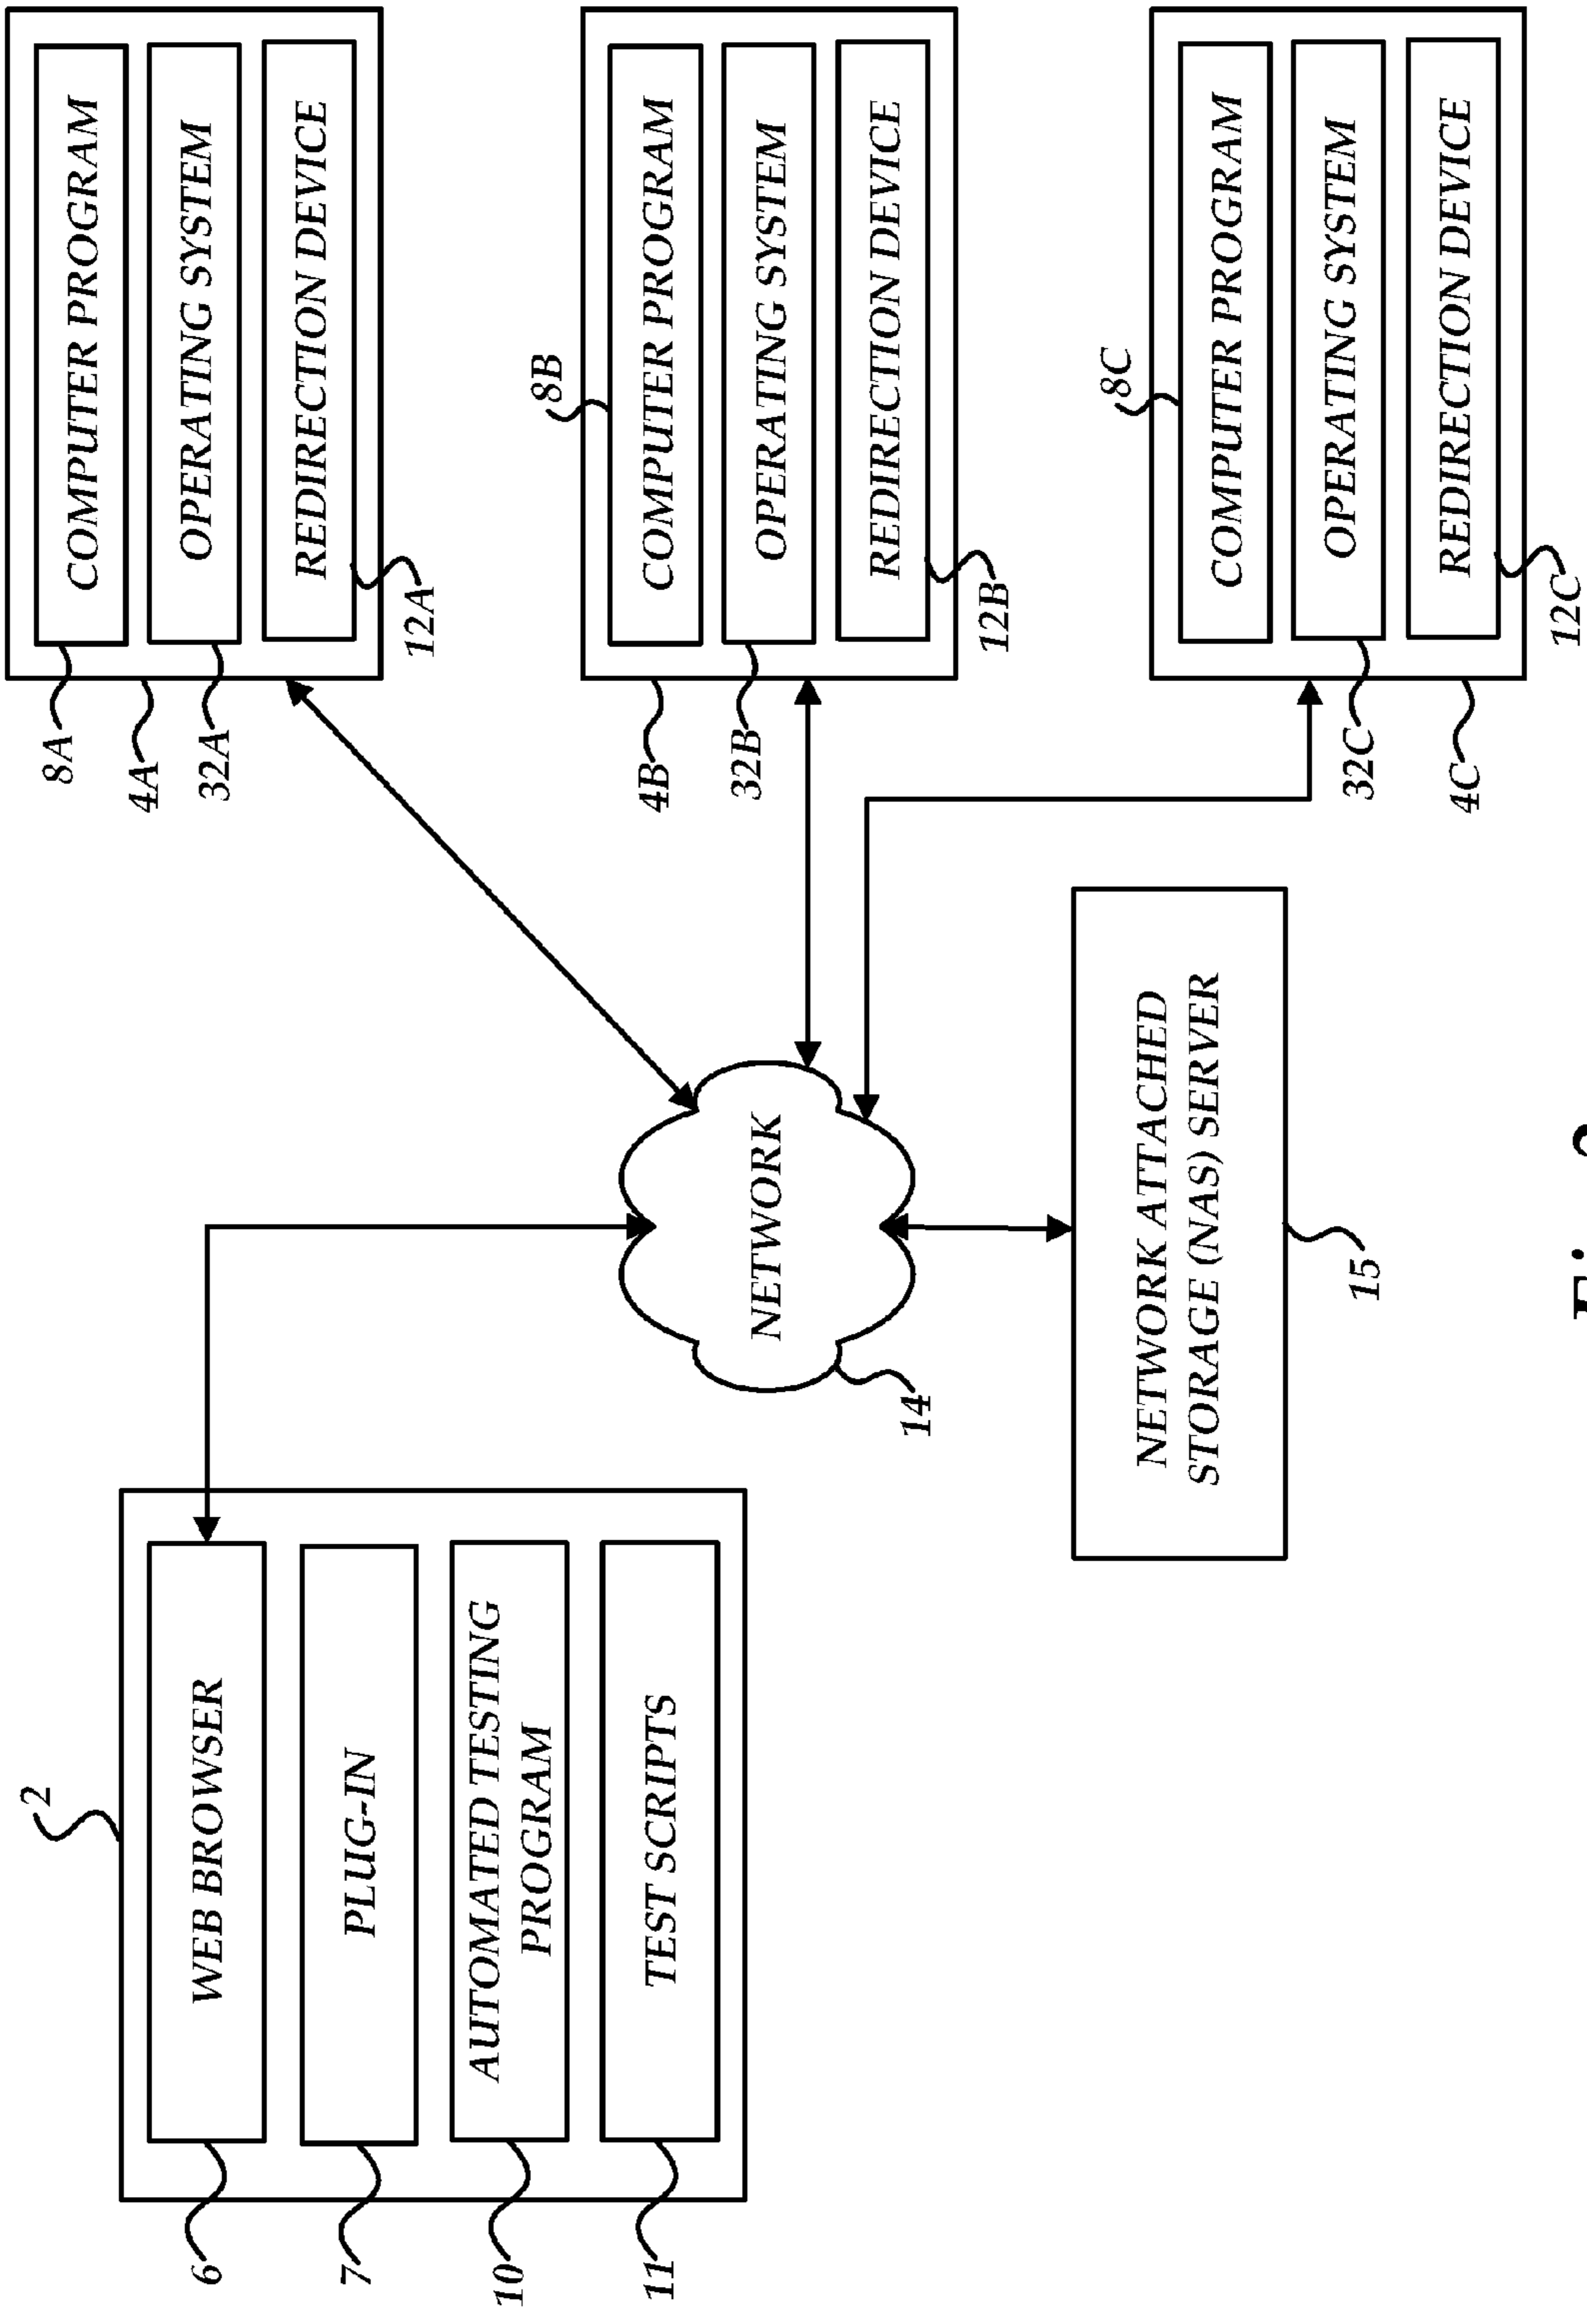 2
6
WEB BROWSER
7
PLUG-IN
10
AUTOMATED TESTING
PROGRAM
11
TEST SCRIPTS
NETWORK
14
NETWORK ATTACHED
STORAGE (NAS) SERVER
15
8A
COMPUTER PROGRAM
4A
32A
OPERATING SYSTEM
REDIRECTION DEVICE
12A
8B
COMPUTER PROGRAM
4B
32B
OPERATING SYSTEM
REDIRECTION DEVICE
12B
8C
COMPUTER PROGRAM
32C
OPERATING SYSTEM
4C
REDIRECTION DEVICE
12C